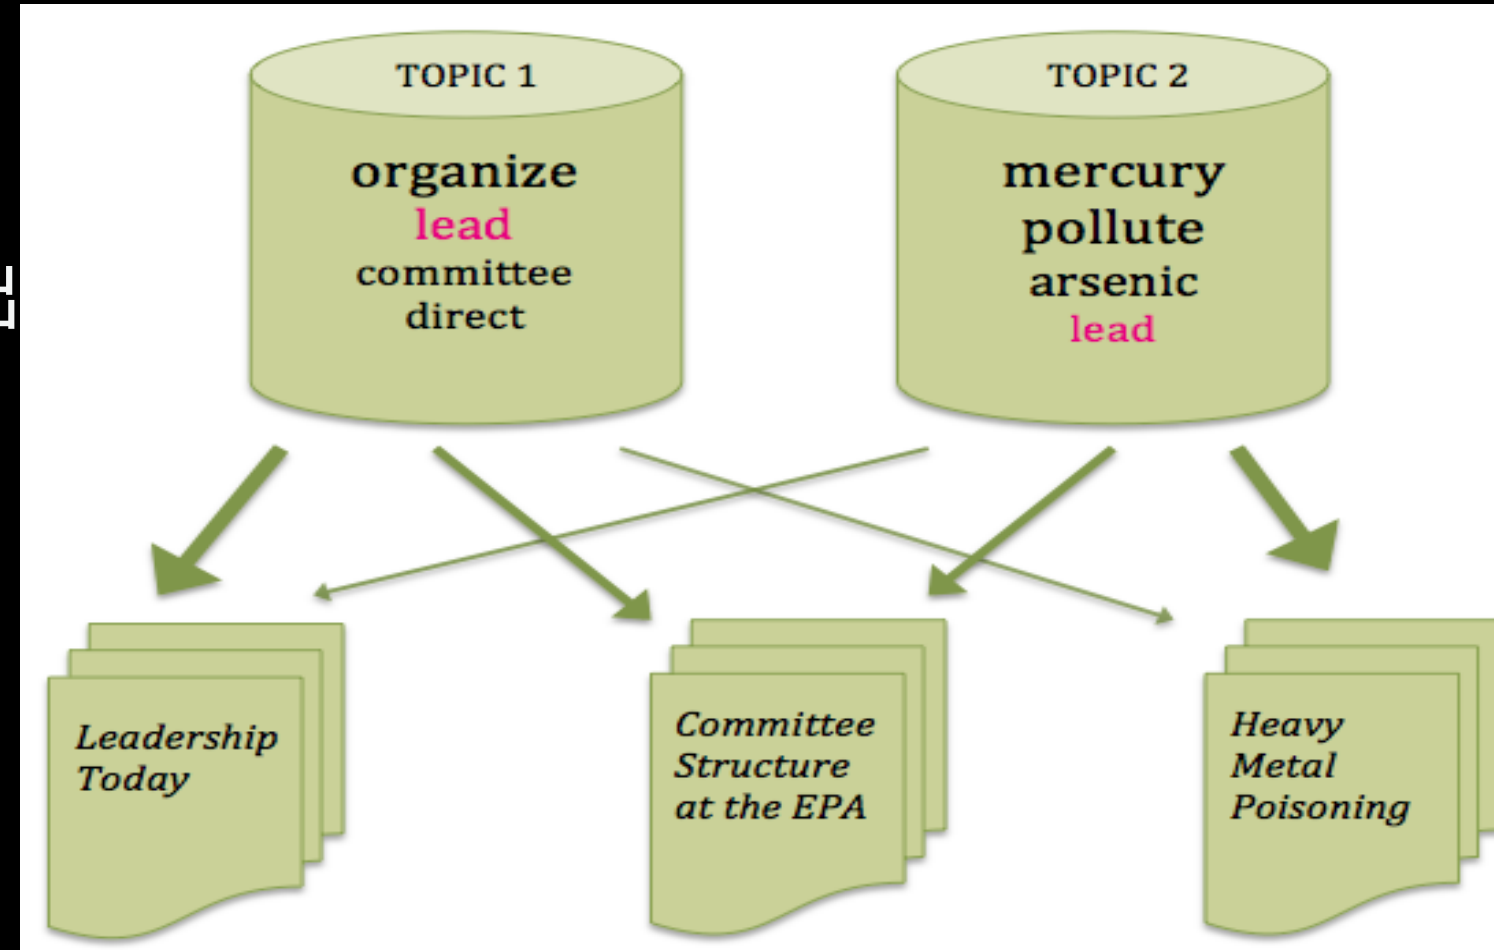 TOPIC 1
organize
lead
committee
direct
TOPIC 2
mercury
pollute
arsenic
lead
Leadership
Today
Committee
Structure
at the EPA
Heavy
Metal
Poisoning